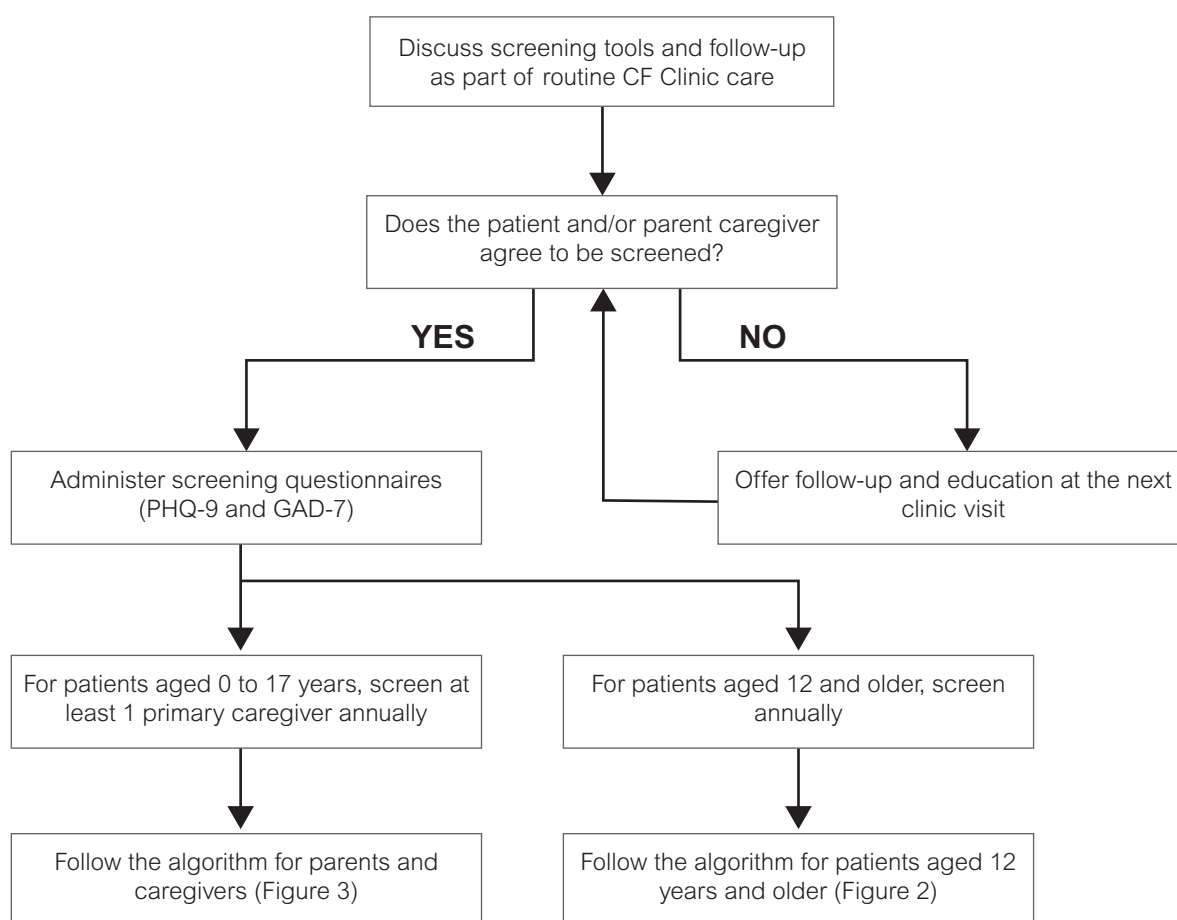 Discuss screening tools and follow-up
as part of routine CF Clinic care
Does the patient and/or parent caregiver
agree to be screened?
YES
NO
Administer screening questionnaires
(PHQ-9 and GAD-7)
Offer follow-up and education at the next
clinic visit
For patients aged 0 to 17 years, screen at
least 1 primary caregiver annually
For patients aged 12 and older, screen
annually
Follow the algorithm for parents and
caregivers (Figure 3)
Follow the algorithm for patients aged 12
years and older (Figure 2)